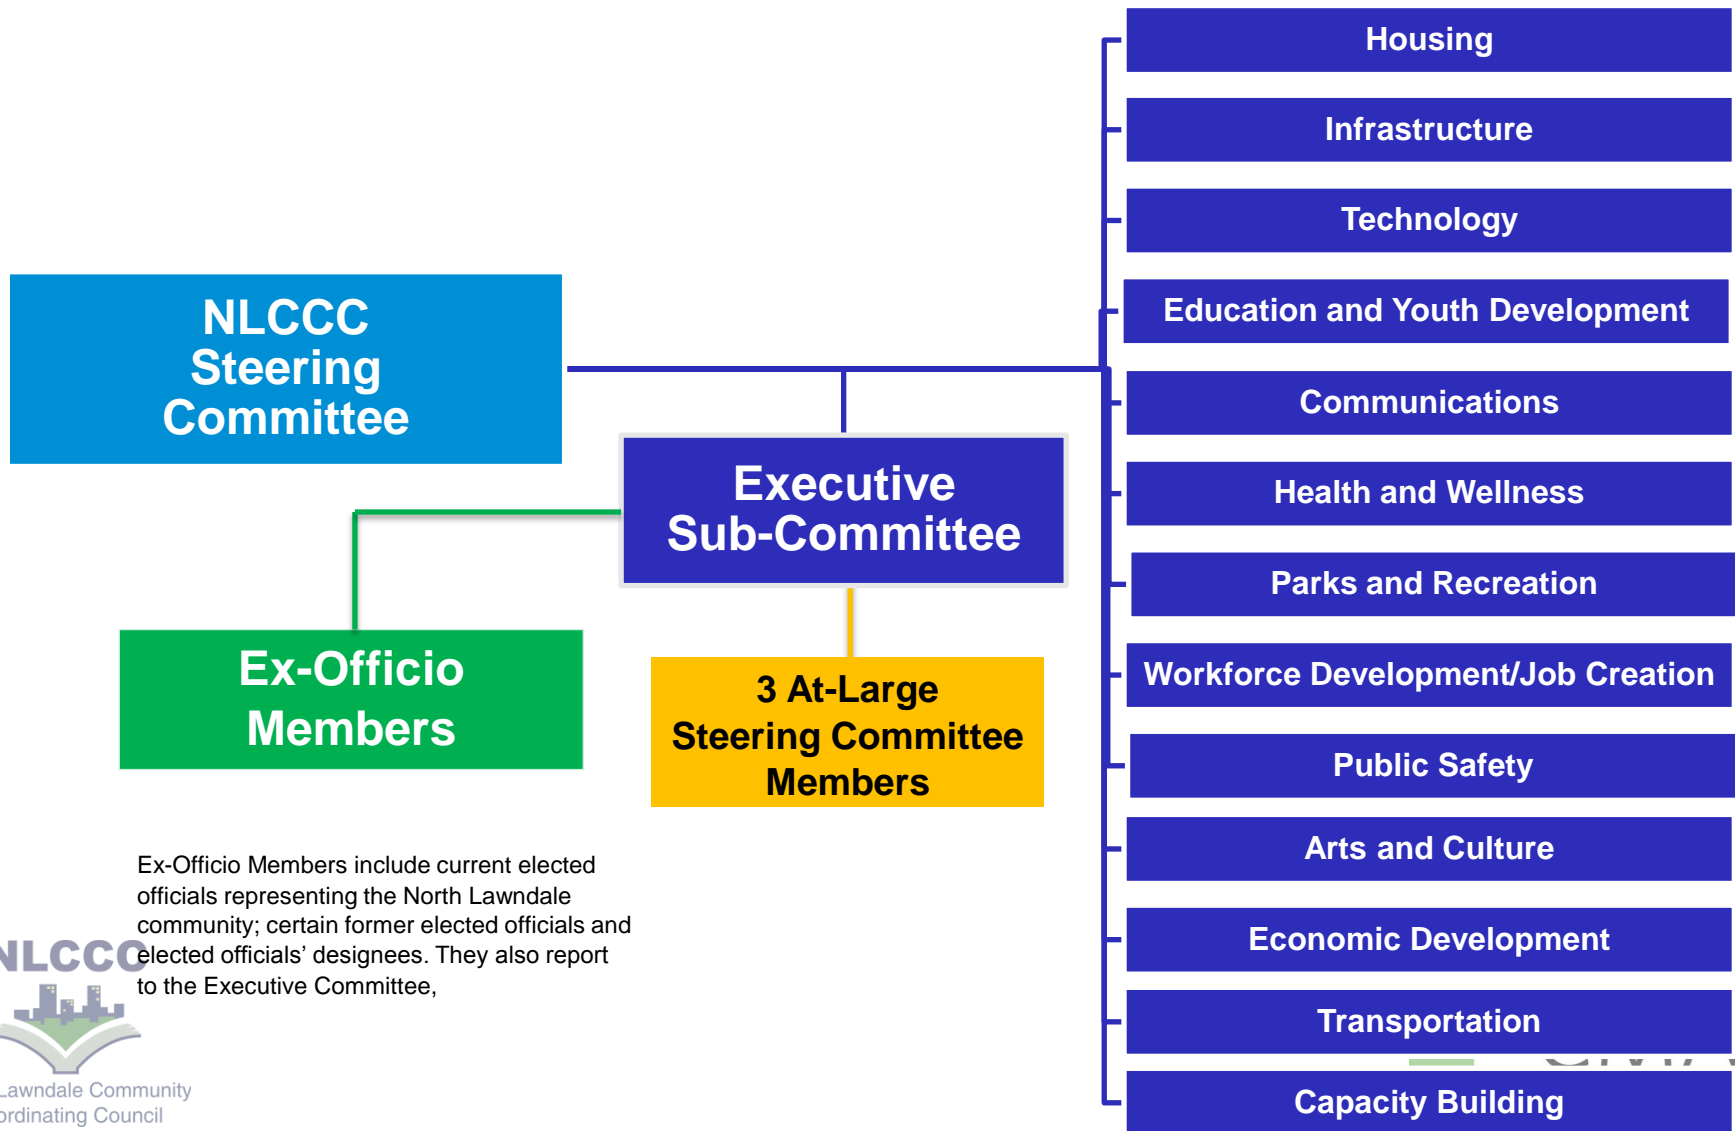 Housing
Infrastructure
Technology
Education and Youth Development
Communications
Health and Wellness
Parks and Recreation
Workforce Development/Job Creation
Public Safety
Arts and Culture
Economic Development
Transportation
Capacity Building
NLCCC
Steering
Committee
Executive
Sub-Committee
Ex-Officio
Members
3 At-Large
Steering Committee
Members
Ex-Officio Members include current elected
officials representing the North Lawndale
community; certain former elected officials and
elected officials’ designees. They also report
to the Executive Committee,
NLCCC
Lawndale Community
ordinating Council